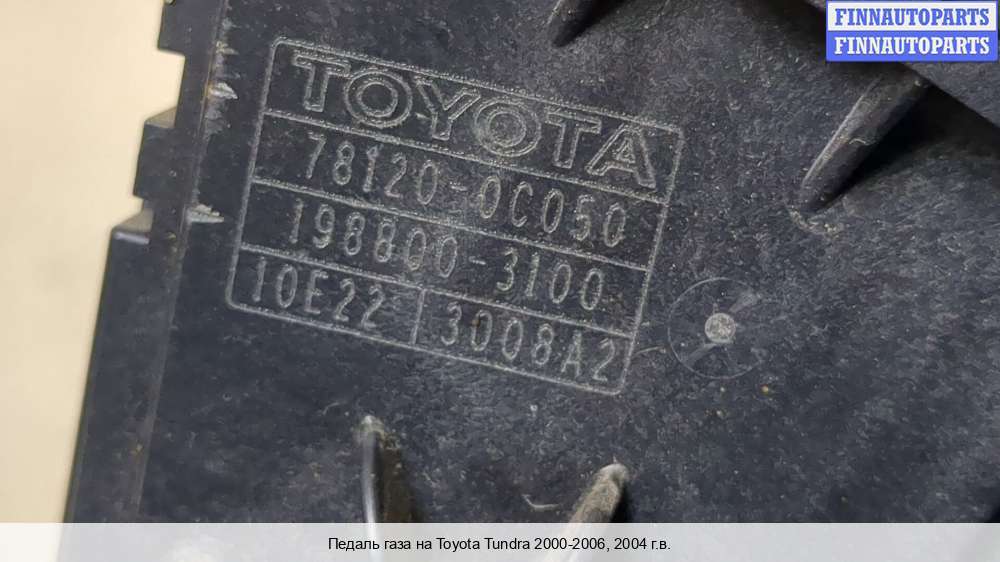 FINNAUTOPARTS
FINNAUTOPARTS
TOYOTA
78120-0C050
198800-3100
10E22 3008A2
Педаль газа на Toyota Tundra 2000-2006, 2004 г.в.